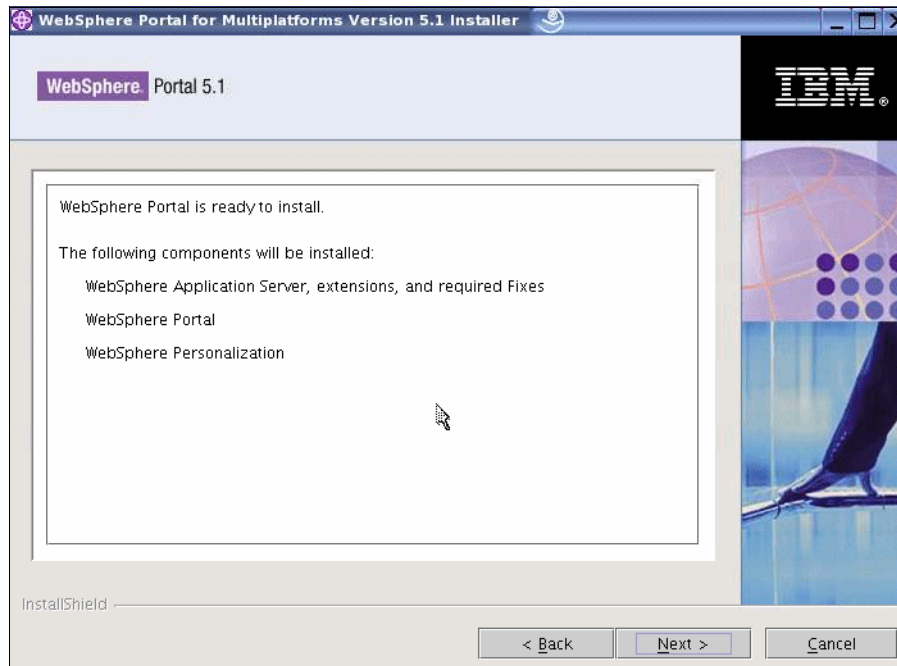 WebSphere Portal for Multiplatforms Version 5.1 Installer
WebSphere. Portal 5.1
IBM®
WebSphere Portal is ready to install.
The following components will be installed:
WebSphere Application Server, extensions, and required Fixes
WebSphere Portal
WebSphere Personalization
InstallShield
< Back
Next >
Cancel